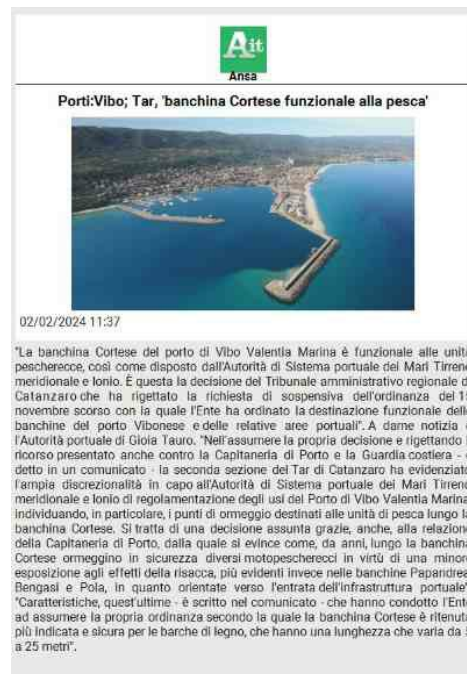 Ait
Ansa
Porti:Vibo; Tar, 'banchina Cortese funzionale alla pesca'
02/02/2024 11:37
"La banchina Cortese del porto di Vibo Valentia Marina è funzionale alle unità
pescherecce, così come disposto dall'Autorità di Sistema portuale dei Mari Tirreno
meridionale e Ionio. È questa la decisione del Tribunale amministrativo regionale di
Catanzaro che ha rigettato la richiesta di sospensiva dell'ordinanza del
novembre scorso con la quale l'Ente ha ordinato la destinazione funzionale delle
banchine del porto Vibonese e delle relative aree portuali". A darne notizia è
l'Autorità portuale di Gioia Tauro. "Nell'assumere la propria decisione e rigettando il
ricorso presentato anche contro la Capitaneria di Porto e la Guardia costiera - è
detto in un comunicato - la seconda sezione del Tar di Catanzaro ha evidenziato
l'ampia discrezionalità in capo all'Autorità di Sistema portuale dei Mari Tirreno
meridionale e Ionio di regolamentazione degli usi del Porto di Vibo Valentia Marina,
individuando, in particolare, i punti di ormeggio destinati alle unità di pesca lungo la
banchina Cortese. Si tratta di una decisione assunta grazie, anche, alla relazione
della Capitaneria di Porto, dalla quale si evince come, da anni, lungo la banchina
Cortese ormeggino in sicurezza diversi motopescherecci in virtù di una minore
esposizione agli effetti della risacca, più evidenti invece nelle banchine Papandrea,
Bengasi e Pola, in quanto orientate verso l'entrata dell'infrastruttura portuale".
"Caratteristiche, quest'ultime - è scritto nel comunicato - che hanno condotto l'Ente
ad assumere la propria ordinanza secondo la quale la banchina Cortese è ritenuta
più indicata e sicura per le barche di legno, che hanno una lunghezza che varia da
a 25 metri".